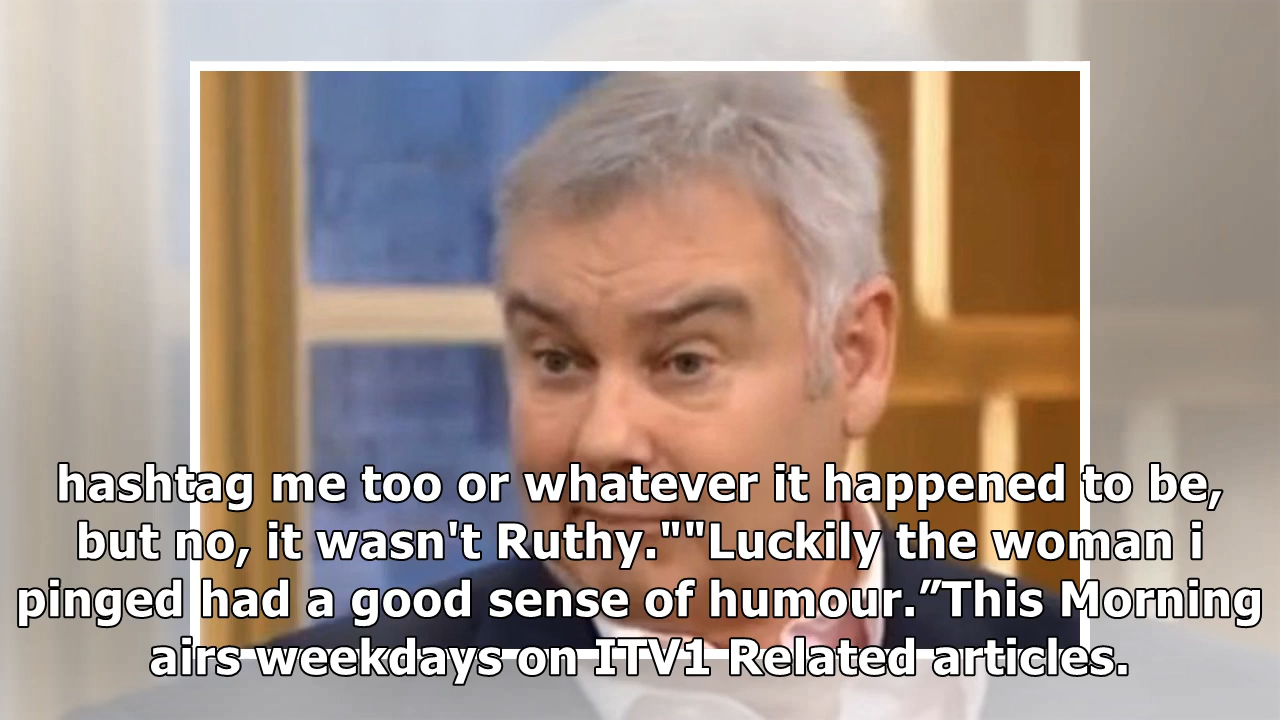 hashtag me too or whatever it happened to be,
but no, it wasn't Ruthy.""Luckily the woman i
pinged had a good sense of humour.”This Morning
airs weekdays on ITV1 Related articles.